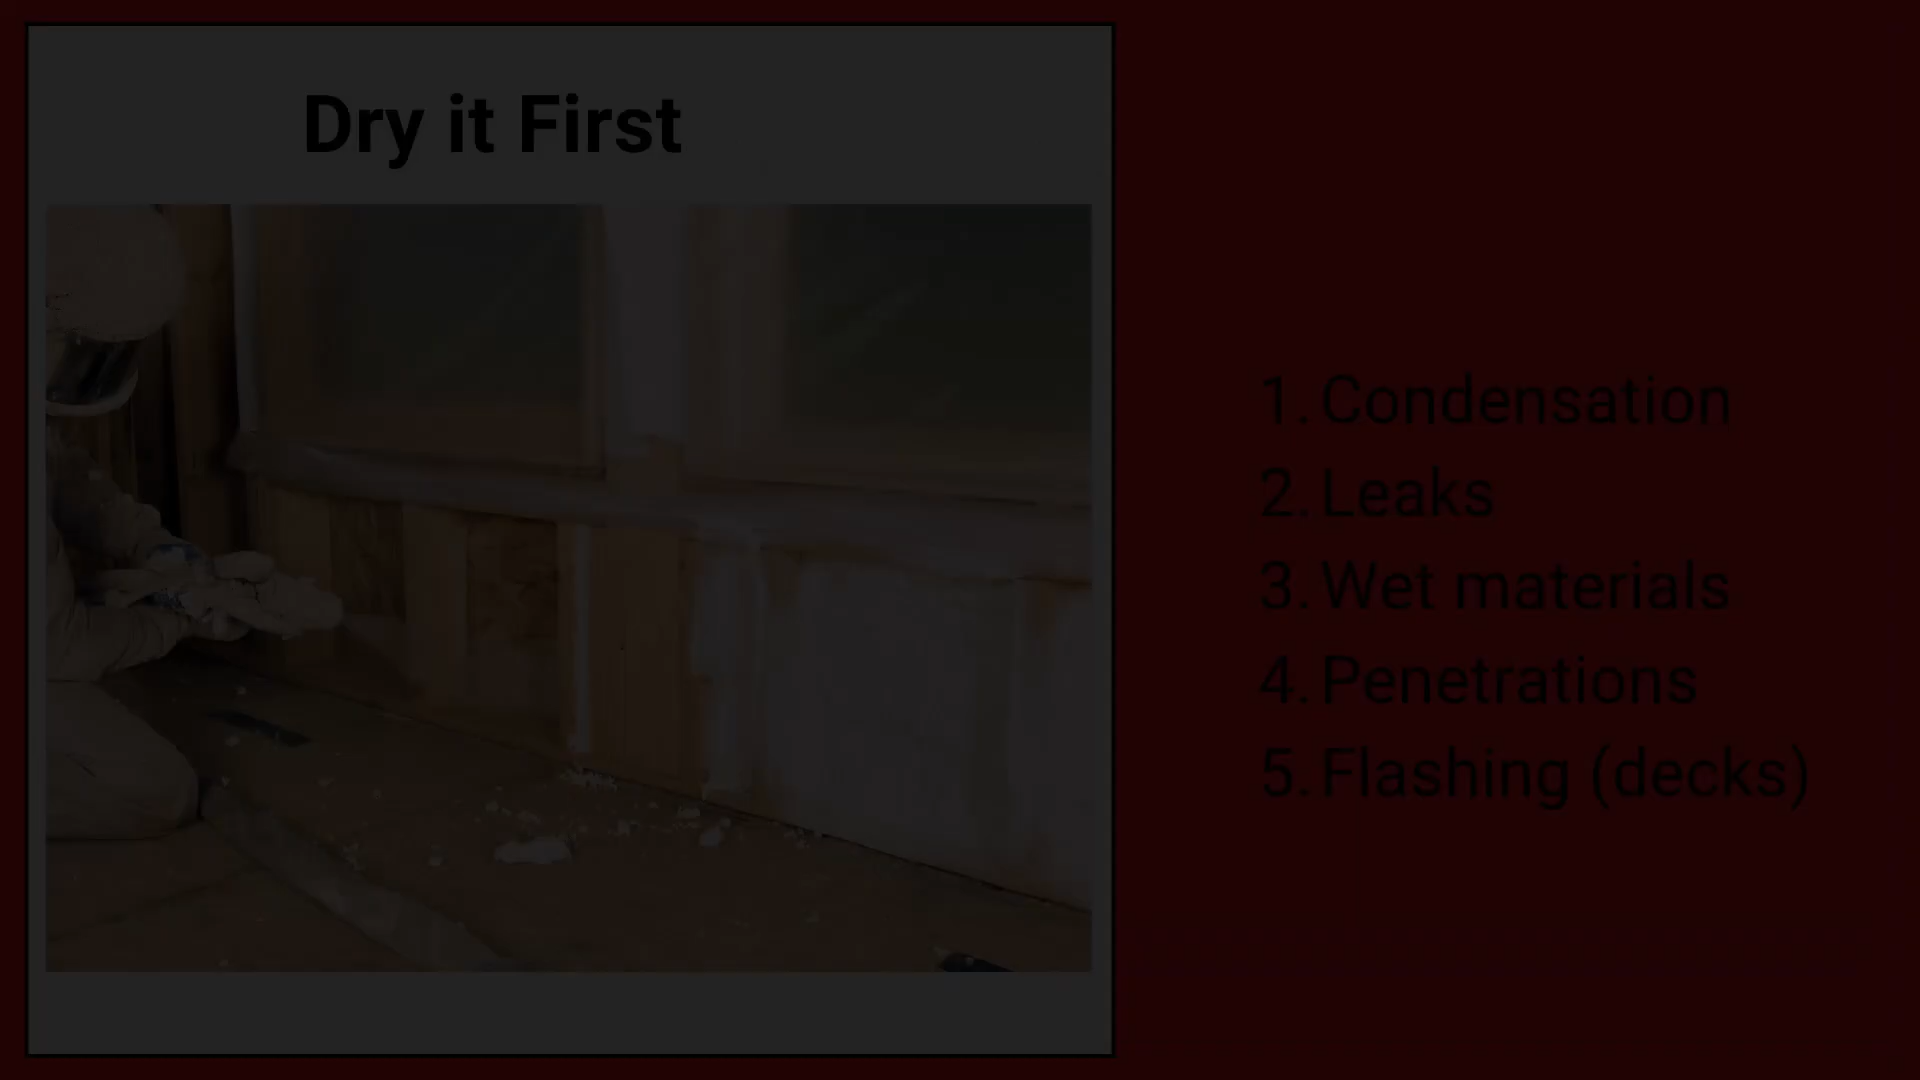 Dry it First
1. Condensation
2. Leaks
3. Wet materials
4. Penetrations
5. Flashing (decks)